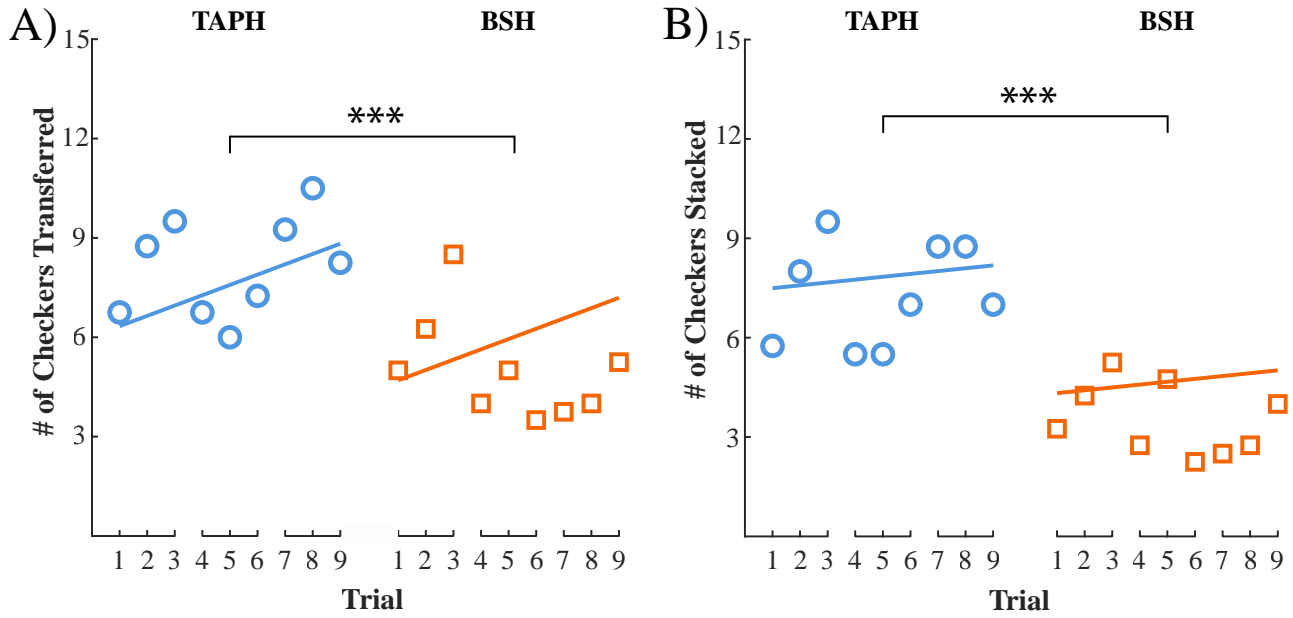 A)
TAPH BSH
15
12
9
6
3
# of Checkers Transferred
***
1 2 3 4 5 6 7 8 9 1 2 3 4 5 6 7 8 9
Trial
B)
TAPH BSH
15
12
9
6
3
# of Checkers Stacked
***
1 2 3 4 5 6 7 8 9 1 2 3 4 5 6 7 8 9
Trial